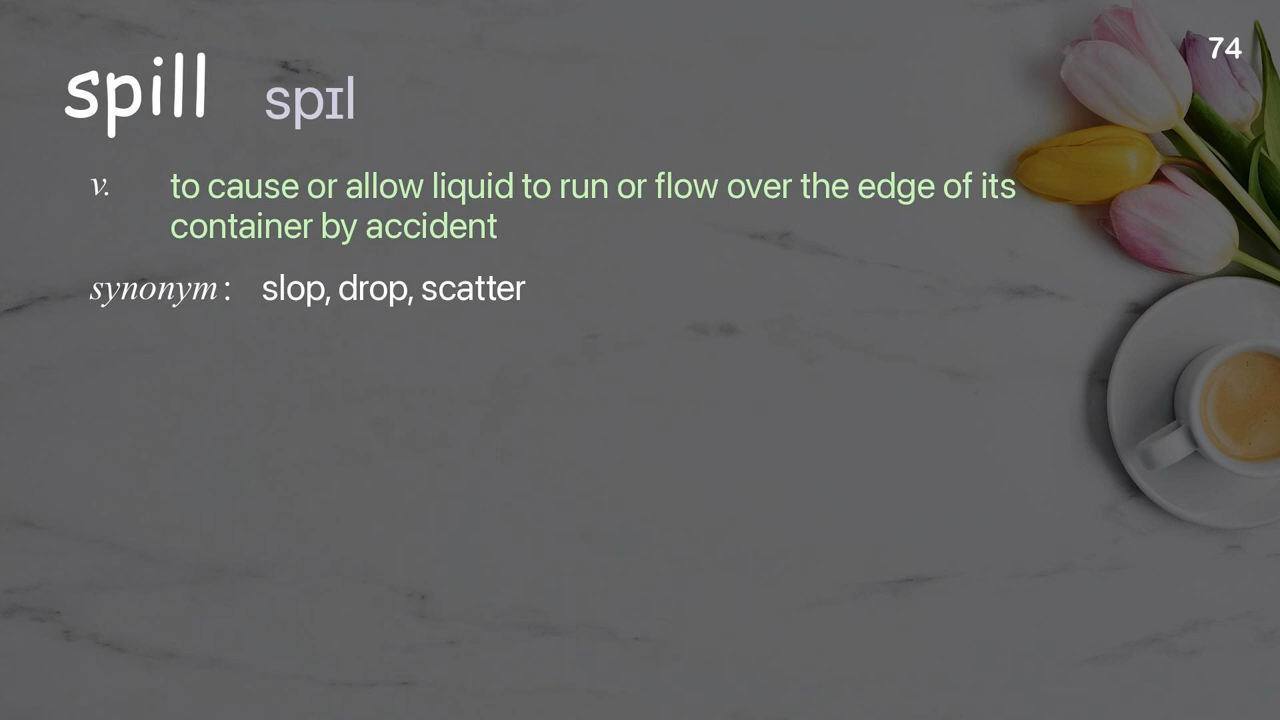 74
spill spɪl
v. to cause or allow liquid to run or flow over the edge of its
container by accident
synonym : slop, drop, scatter